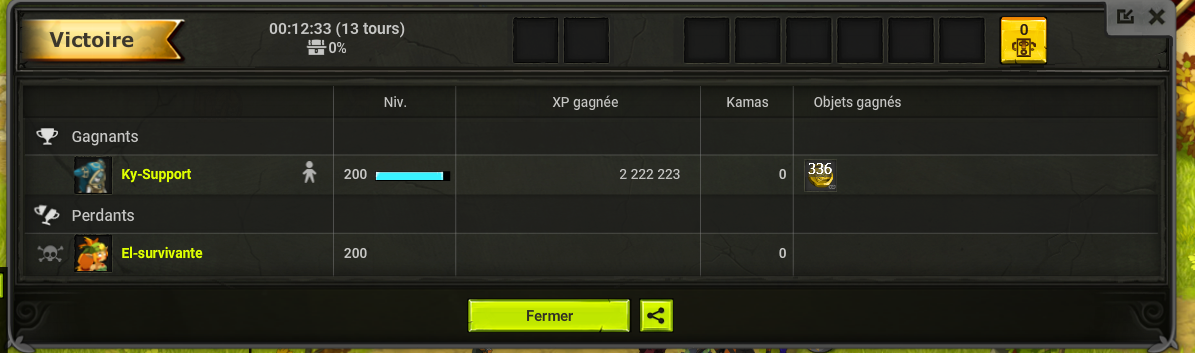 Victoire
00:12:33 (13 tours)
0%
0
Niv.
XP gagnée
Kamas
Objets gagnés
Gagnants
Ky-Support
200
2 222 223
0
336
Perdants
El-survivante
200
0
Fermer